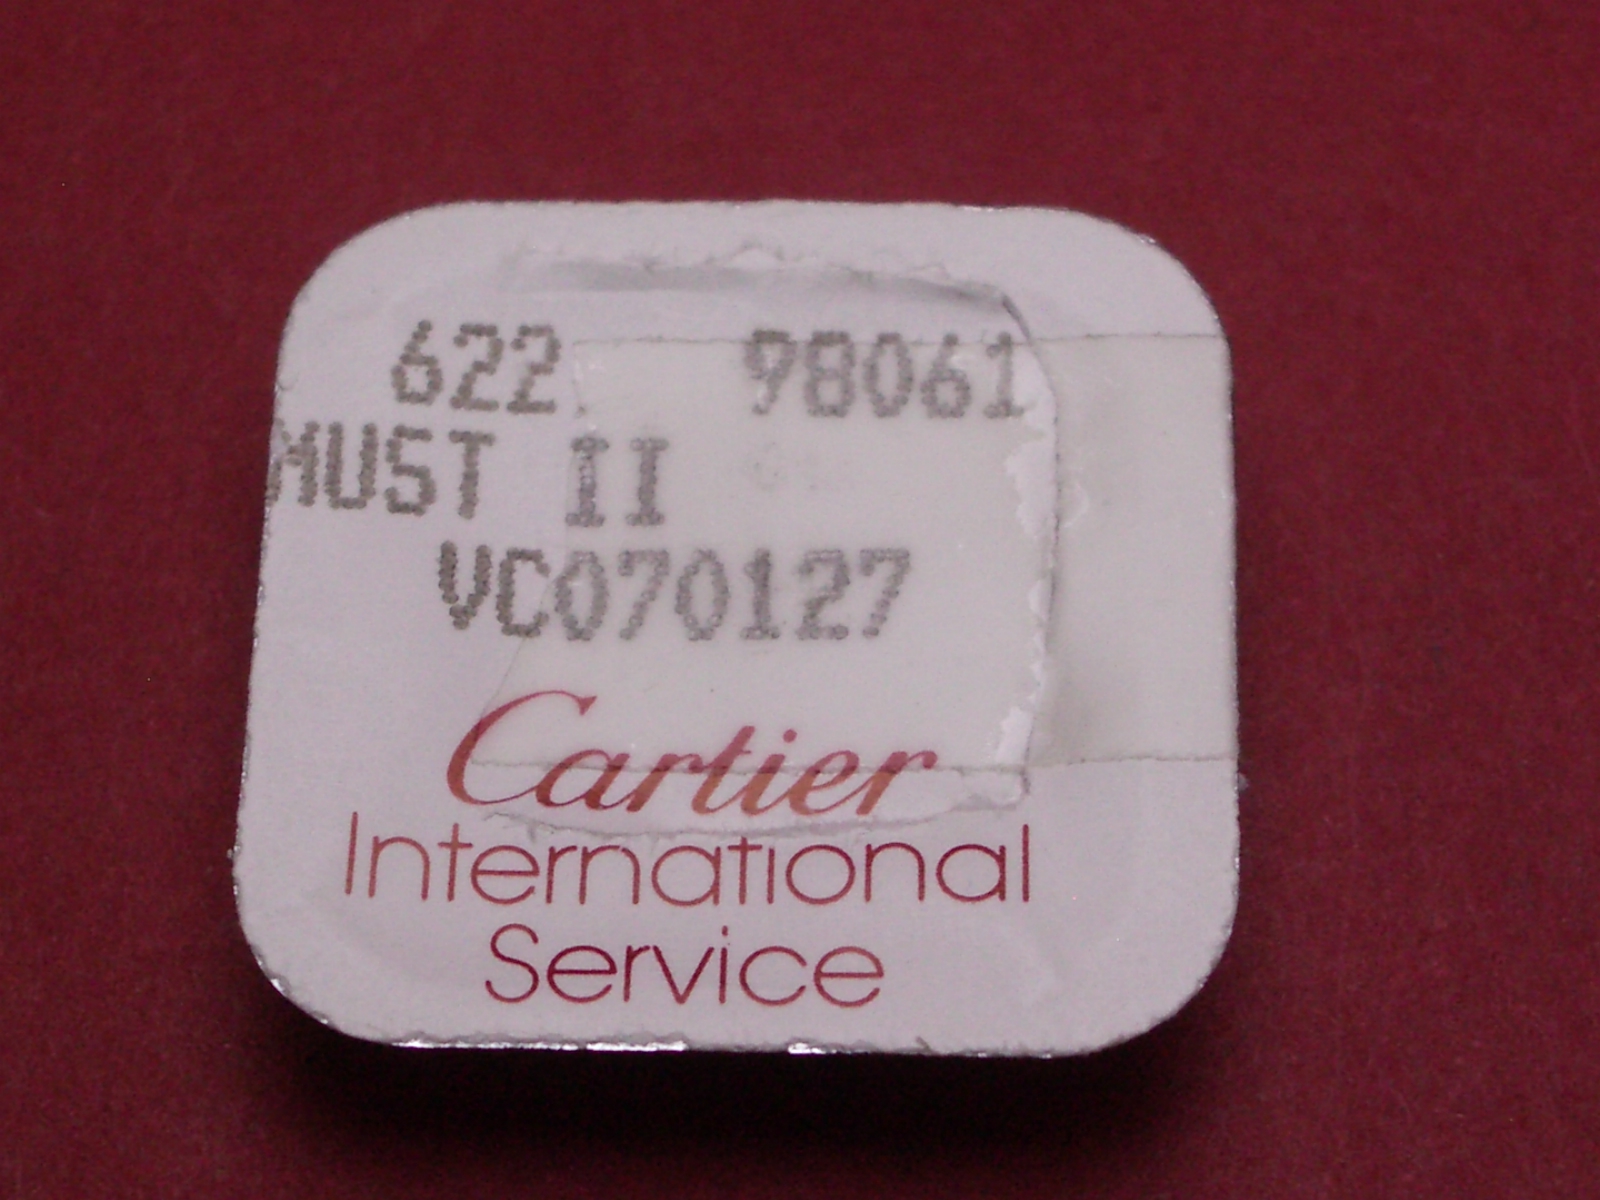 622 98061
MUST II
VC070127
Cartier
International
Service